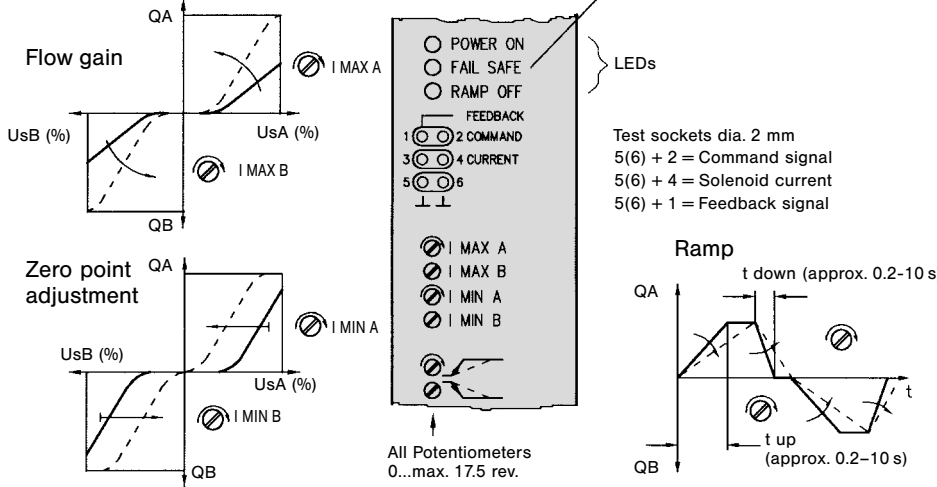 QA
Flow gain
I MAX A
UsB (%)
UsA (%)
I MAX B
QB
Zero point
adjustment
QA
I MIN A
UsB (%)
UsA (%)
I MIN B
QB
POWER ON
FAIL SAFE
RAMP OFF
LEDs
FEEDBACK
1 2 COMMAND
3 4 CURRENT
5 6
I MAX A
I MAX B
I MIN A
I MIN B
All Potentiometers
0...max. 17.5 rev.
Test sockets dia. 2 mm
5(6) + 2 = Command signal
5(6) + 4 = Solenoid current
5(6) + 1 = Feedback signal
Ramp
t down (approx. 0.2-10 s
QA
t
t up
(approx. 0.2–10 s)
QB